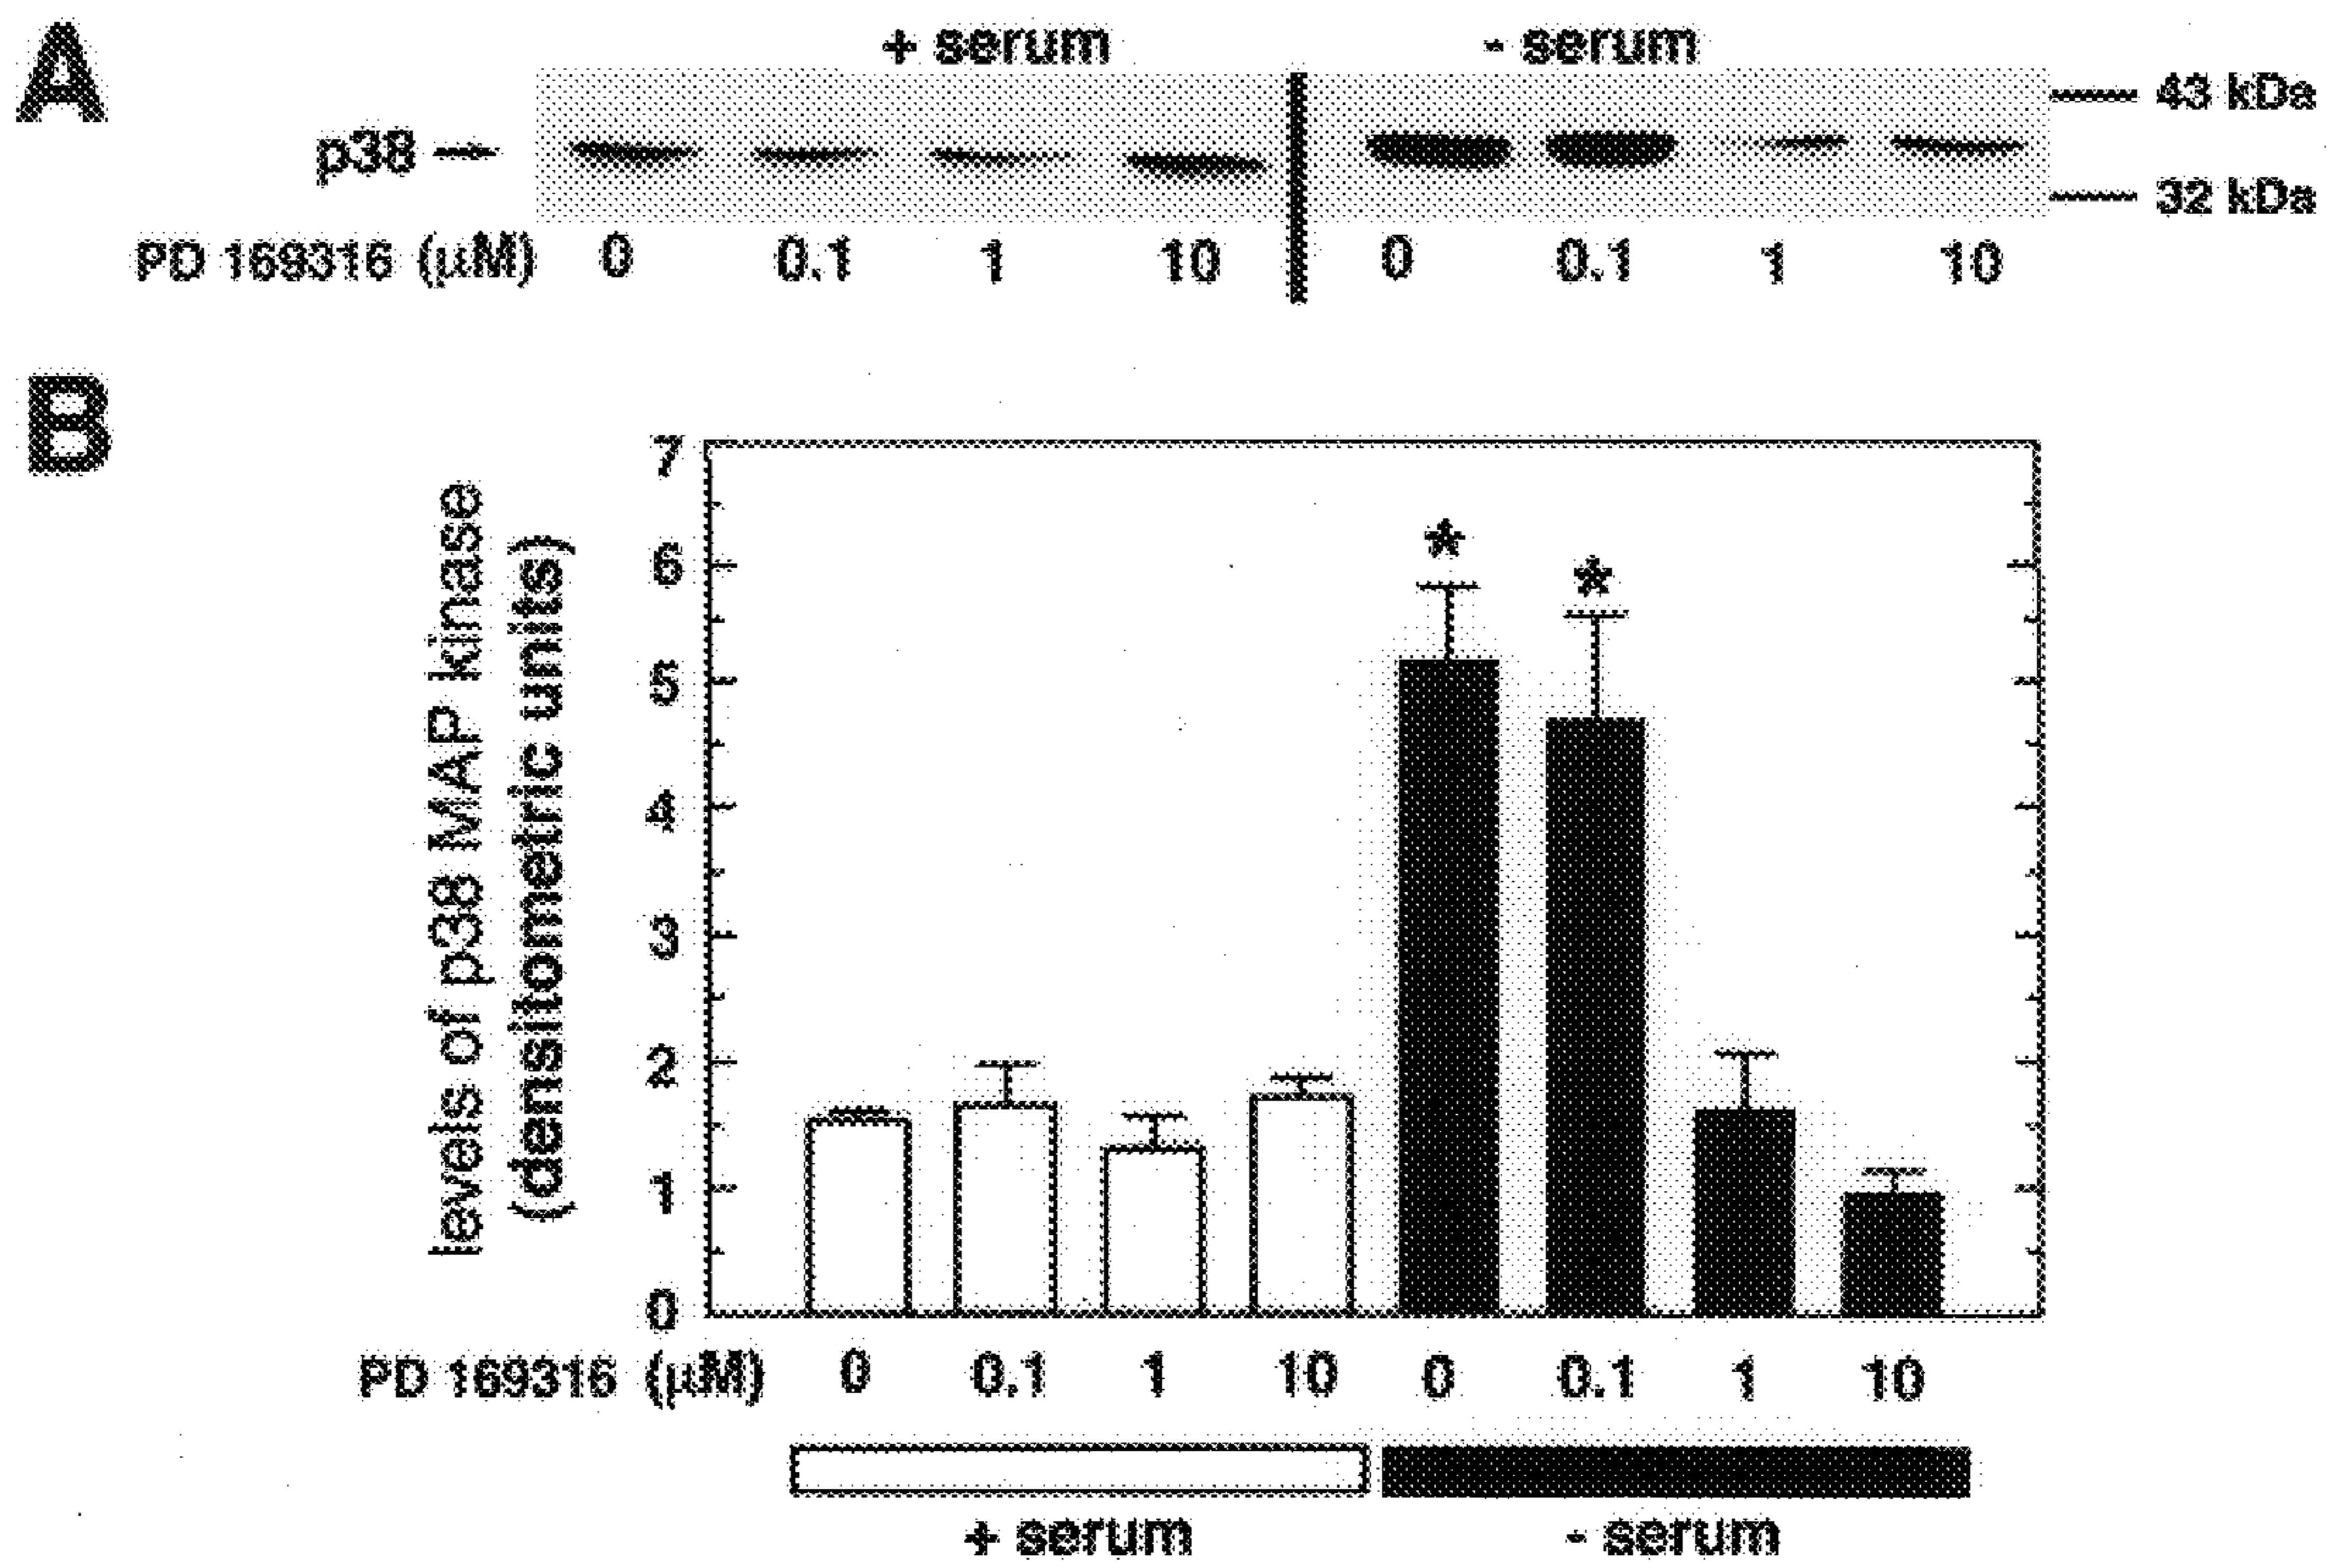 A
+ serum
- serum
43 kDa
p38
32 kDa
PD 169316 (μM) 0 0.1 1 10 0 0.1 1 10
B
levels of p38 MAP kinase
(densitometric units)
7
6
5
4
3
2
1
0
* *
PD 169316 (μM) 0 0.1 1 10 0 0.1 1 10
+ serum
- serum